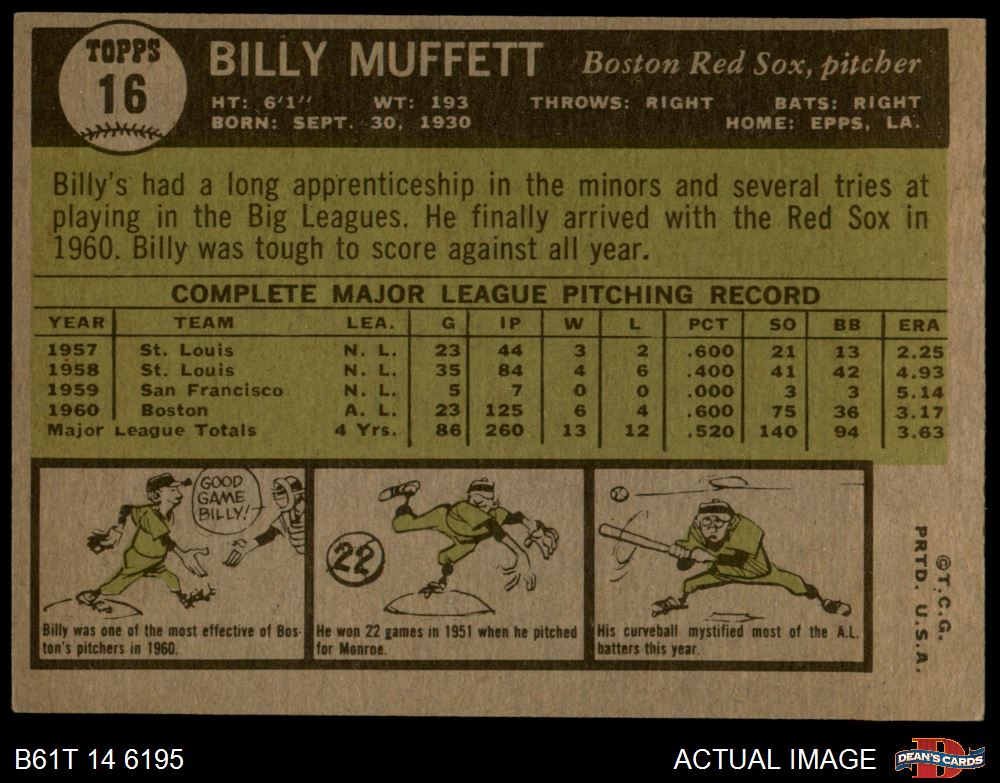 TOPPS
16
BILLY MUFFETT Boston Red Sox, pitcher
HT: 6'1" WT: 193 THROWS: RIGHT BATS: RIGHT
BORN: SEPT. 30, 1930 HOME: EPPS, LA.
Billy's had a long apprenticeship in the minors and several tries at
playing in the Big Leagues. He finally arrived with the Red Sox in
1960. Billy was tough to score against all year.
COMPLETE MAJOR LEAGUE PITCHING RECORD
YEAR TEAM LEA. G IP W L PCT SO BB ERA
1957 St. Louis N. L. 23 44 3 2 .600 21 13 2.25
1958 St. Louis N. L. 35 84 4 6 .400 41 42 4.93
1959 San Francisco N. L. 5 7 0 0 .000 3 3 5.14
1960 Boston A. L. 23 125 6 4 .600 75 36 3.17
Major League Totals 4 Yrs. 86 260 13 12 .520 140 94 3.63
GOOD
GAME
BILLY!
Billy was one of the most effective of Bos-
ton's pitchers in 1960.
22
He won 22 games in 1951 when he pitched
for Monroe.
His curveball mystified most of the A.L.
batters this year.
©T.C.G.
PRTD. U.S.A.
B61T 14 6195
ACTUAL IMAGE
DEAN'S CARDS